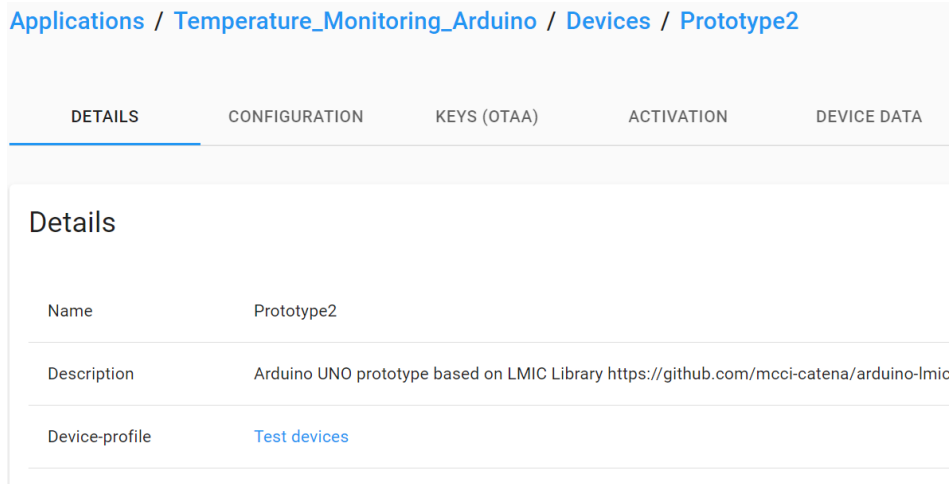 Applications / Temperature_Monitoring_Arduino / Devices / Prototype2
DETAILS CONFIGURATION KEYS (OTAA) ACTIVATION DEVICE DATA
Details
Name Prototype2
Description Arduino UNO prototype based on LMIC Library https://github.com/mcci-catena/arduino-lmic
Device-profile Test devices